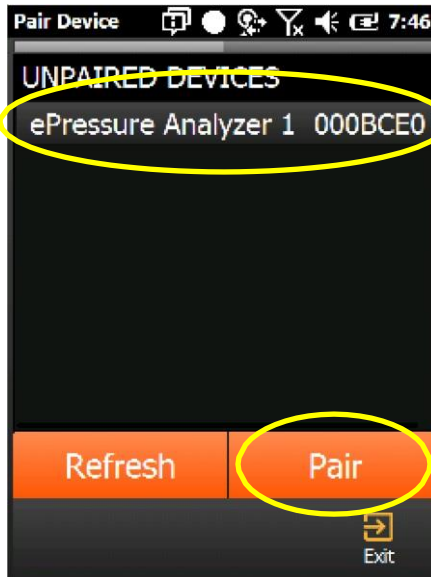 Pair Device 7:46
UNPAIRED DEVICES
ePressure Analyzer 1 000BCE0
Refresh Pair
Exit